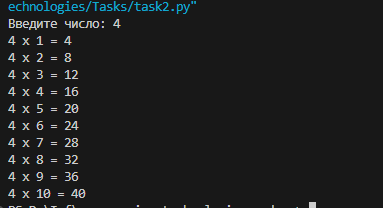 echnologies/Tasks/task2.py"
Введите число: 4
4 x 1 = 4
4 x 2 = 8
4 x 3 = 12
4 x 4 = 16
4 x 5 = 20
4 x 6 = 24
4 x 7 = 28
4 x 8 = 32
4 x 9 = 36
4 x 10 = 40